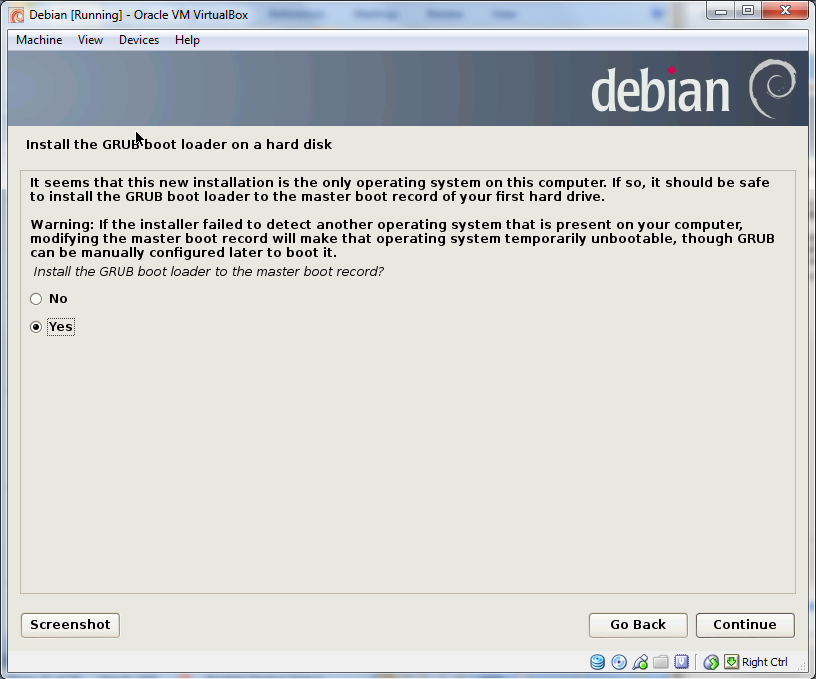 Debian [Running] - Oracle VM VirtualBox
Machine View Devices Help
debian
Install the GRUB boot loader on a hard disk
It seems that this new installation is the only operating system on this computer. If so, it should be safe
to install the GRUB boot loader to the master boot record of your first hard drive.
Warning: If the installer failed to detect another operating system that is present on your computer,
modifying the master boot record will make that operating system temporarily unbootable, though GRUB
can be manually configured later to boot it.
Install the GRUB boot loader to the master boot record?
No
Yes
Screenshot Go Back Continue
Right Ctrl